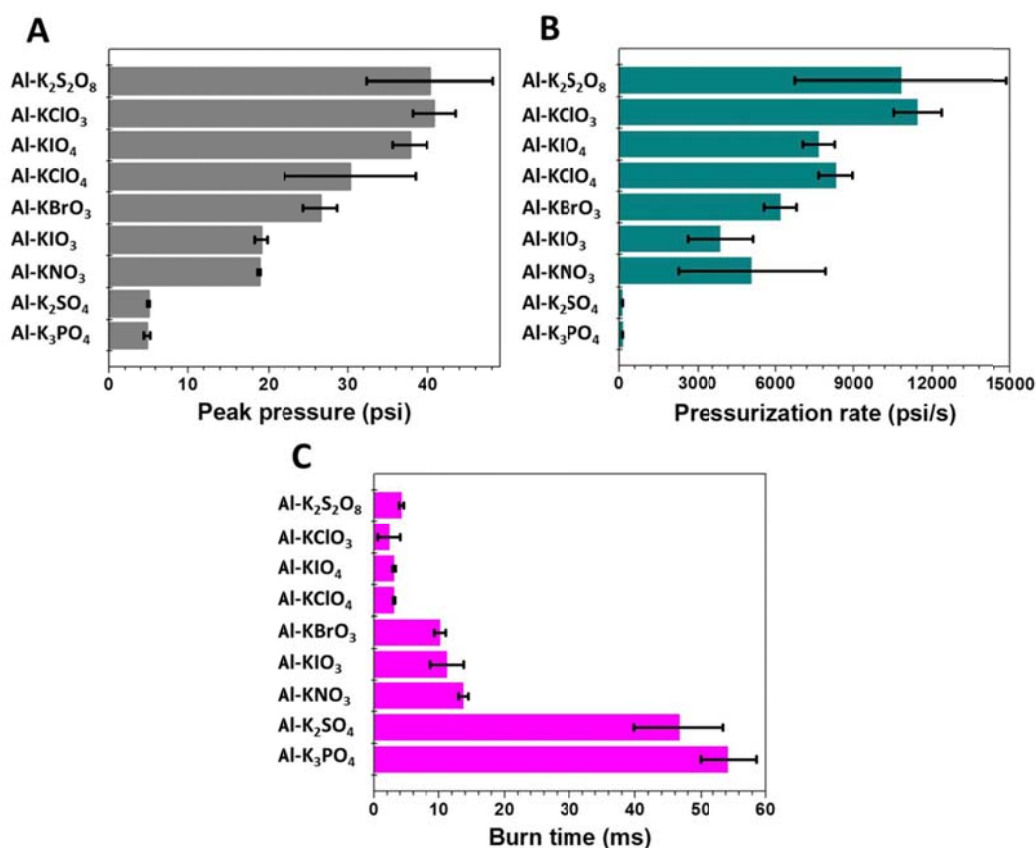 A
Al-K₂S₂O₈
Al-KClO₃
Al-KIO₄
Al-KClO₄
Al-KBrO₃
Al-KIO₃
Al-KNO₃
Al-K₂SO₄
Al-K₃PO₄
0 10 20 30 40
Peak pressure (psi)
B
Al-K₂S₂O₈
Al-KClO₃
Al-KIO₄
Al-KClO₄
Al-KBrO₃
Al-KIO₃
Al-KNO₃
Al-K₂SO₄
Al-K₃PO₄
0 3000 6000 9000 12000 15000
Pressurization rate (psi/s)
C
Al-K₂S₂O₈
Al-KClO₃
Al-KIO₄
Al-KClO₄
Al-KBrO₃
Al-KIO₃
Al-KNO₃
Al-K₂SO₄
Al-K₃PO₄
0 10 20 30 40 50 60
Burn time (ms)